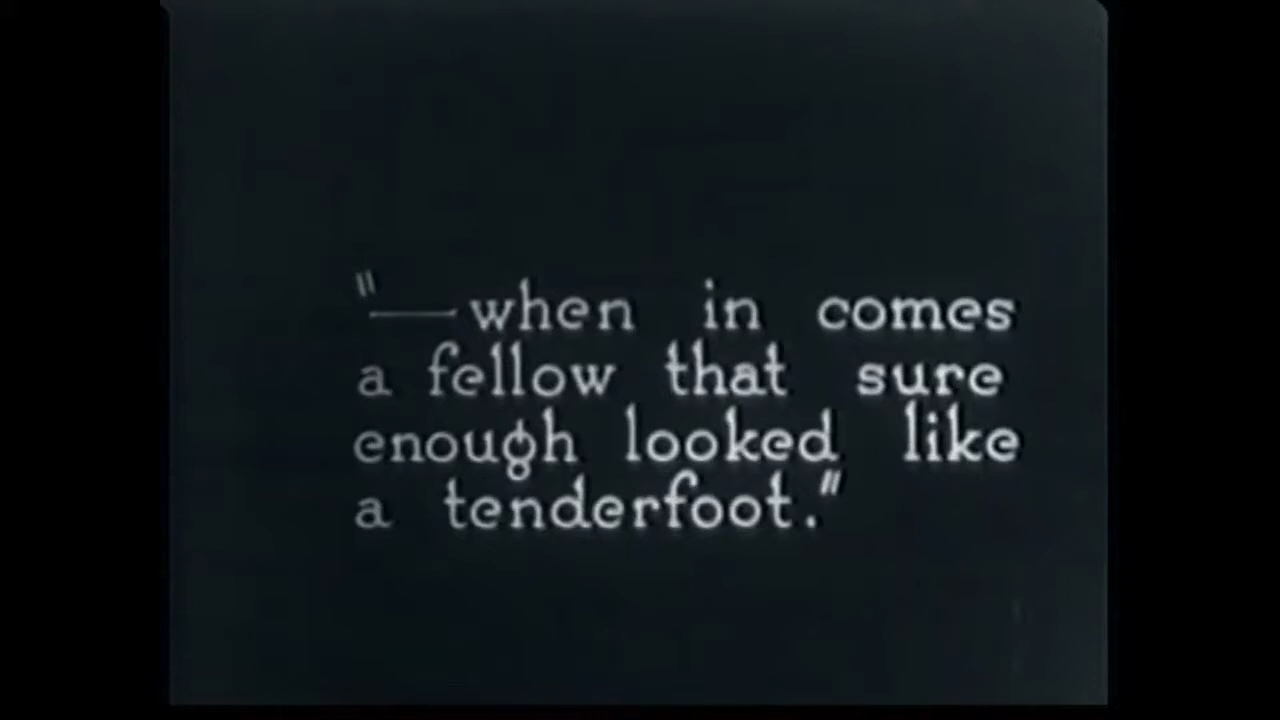 "—when in comes
a fellow that sure
enough looked like
a tenderfoot."